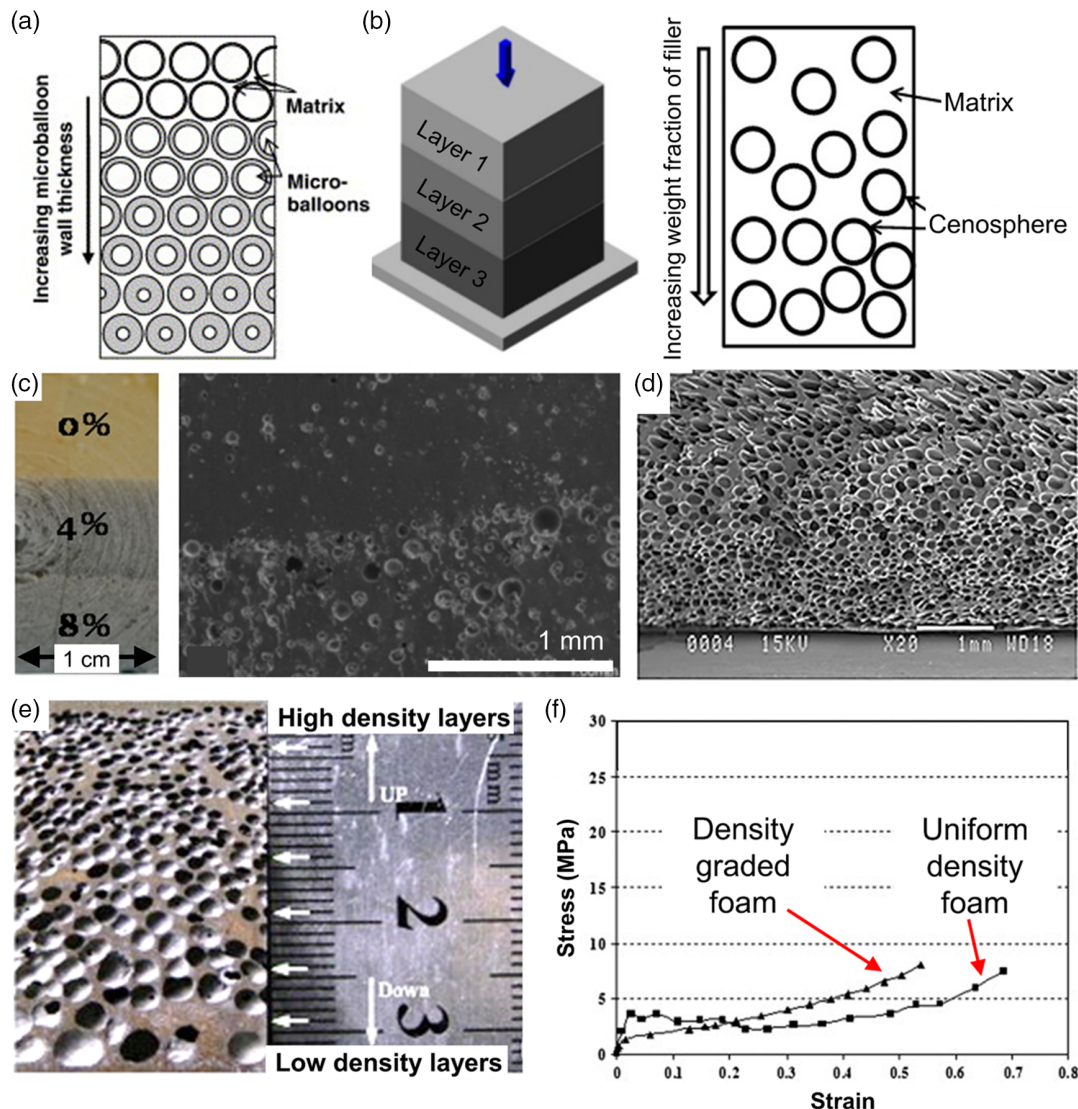 (a)
Increasing microballoon
wall thickness
Matrix
Micro-
balloons
(b)
Layer 1
Layer 2
Layer 3
Increasing weight fraction of filler
Matrix
Cenosphere
(c)
0%
4%
8%
1 cm
1 mm
(d)
0004 15KV X20 1mm WD18
(e)
High density layers
UP
1
2
Down
3
Low density layers
mm
(f)
Stress (MPa)
30
25
20
15
10
5
0
Density
graded
foam
Uniform
density
foam
0 0.1 0.2 0.3 0.4 0.5 0.6 0.7 0.8
Strain